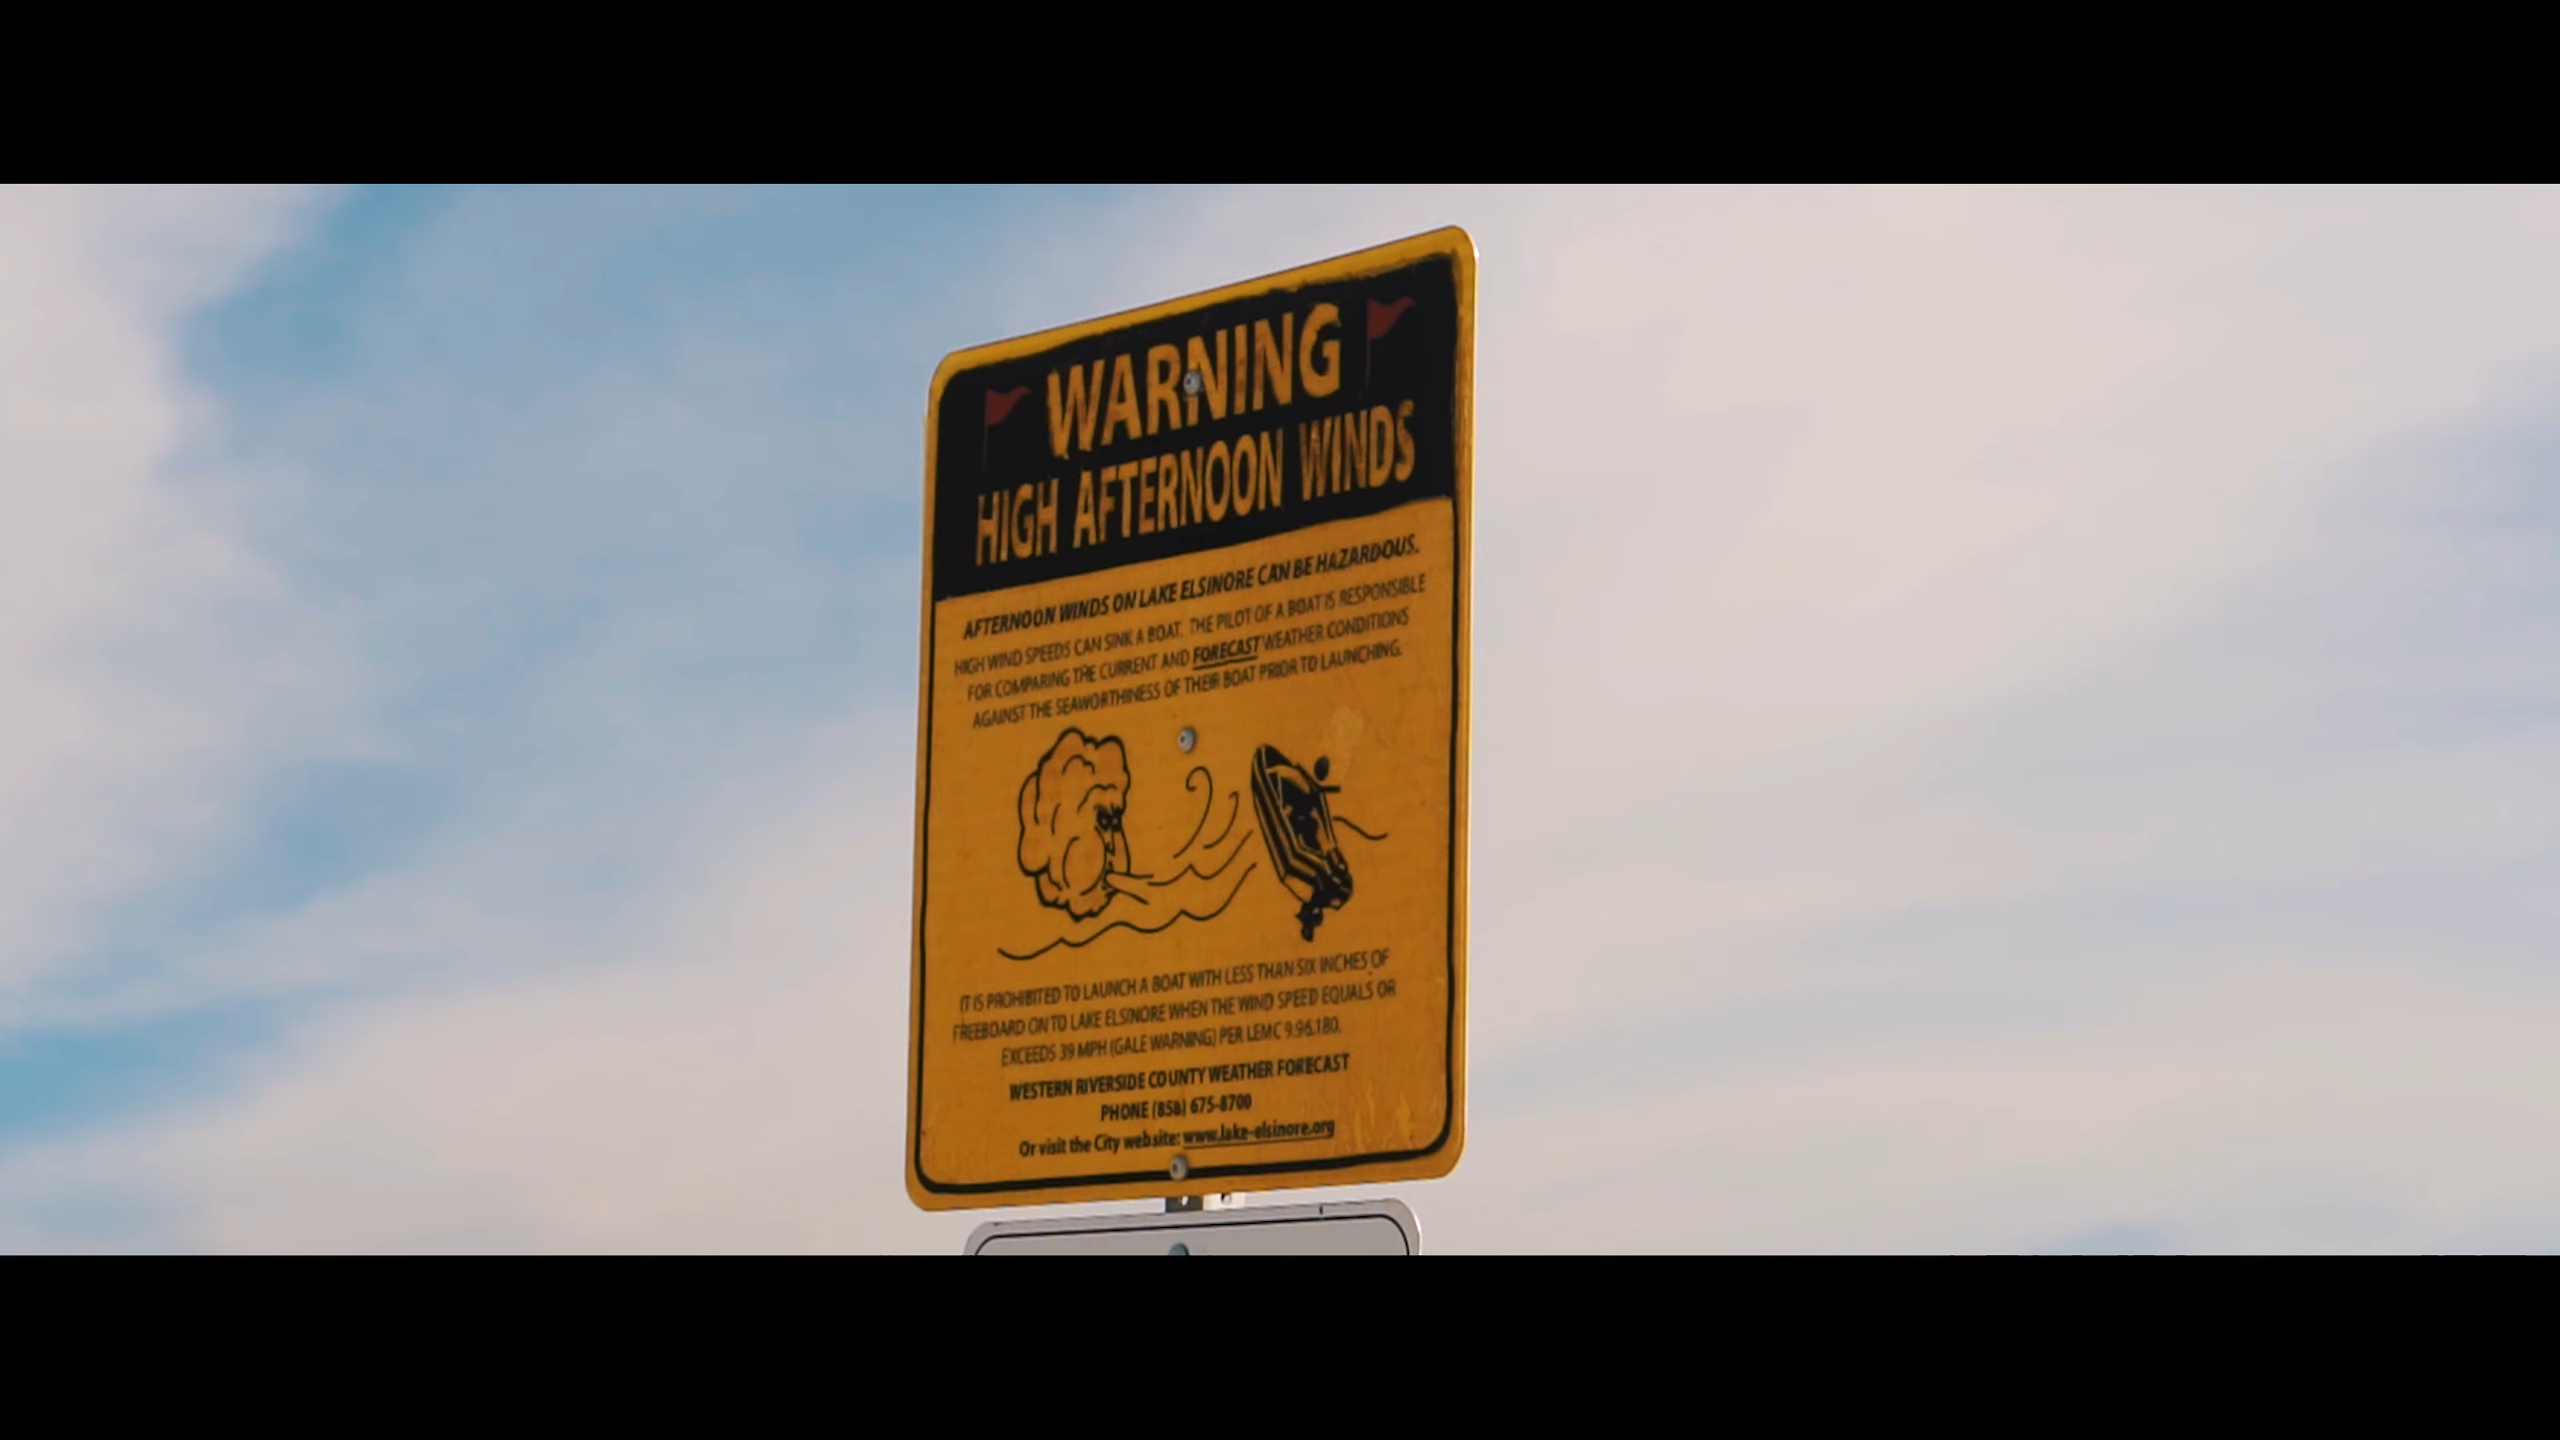 WARNING
HIGH AFTERNOON WINDS
AFTERNOON WINDS ON LAKE ELSINORE CAN BE HAZARDOUS.
HIGH WIND SPEEDS CAN SINK A BOAT. THE PILOT OF A BOAT IS RESPONSIBLE
FOR COMPARING THE CURRENT AND FORECAST WEATHER CONDITIONS
AGAINST THE SEAWORTHINESS OF THEIR BOAT PRIOR TO LAUNCHING.
IT IS PROHIBITED TO LAUNCH A BOAT WITH LESS THAN SIX INCHES OF
FREEBOARD ON TO LAKE ELSINORE WHEN THE WIND SPEED EQUALS OR
EXCEEDS 39 MPH (GALE WARNING) PER LEMC 9.96.180.
WESTERN RIVERSIDE COUNTY WEATHER FORECAST
PHONE (858) 675-8700
Or visit the City website: www.lake-elsinore.org